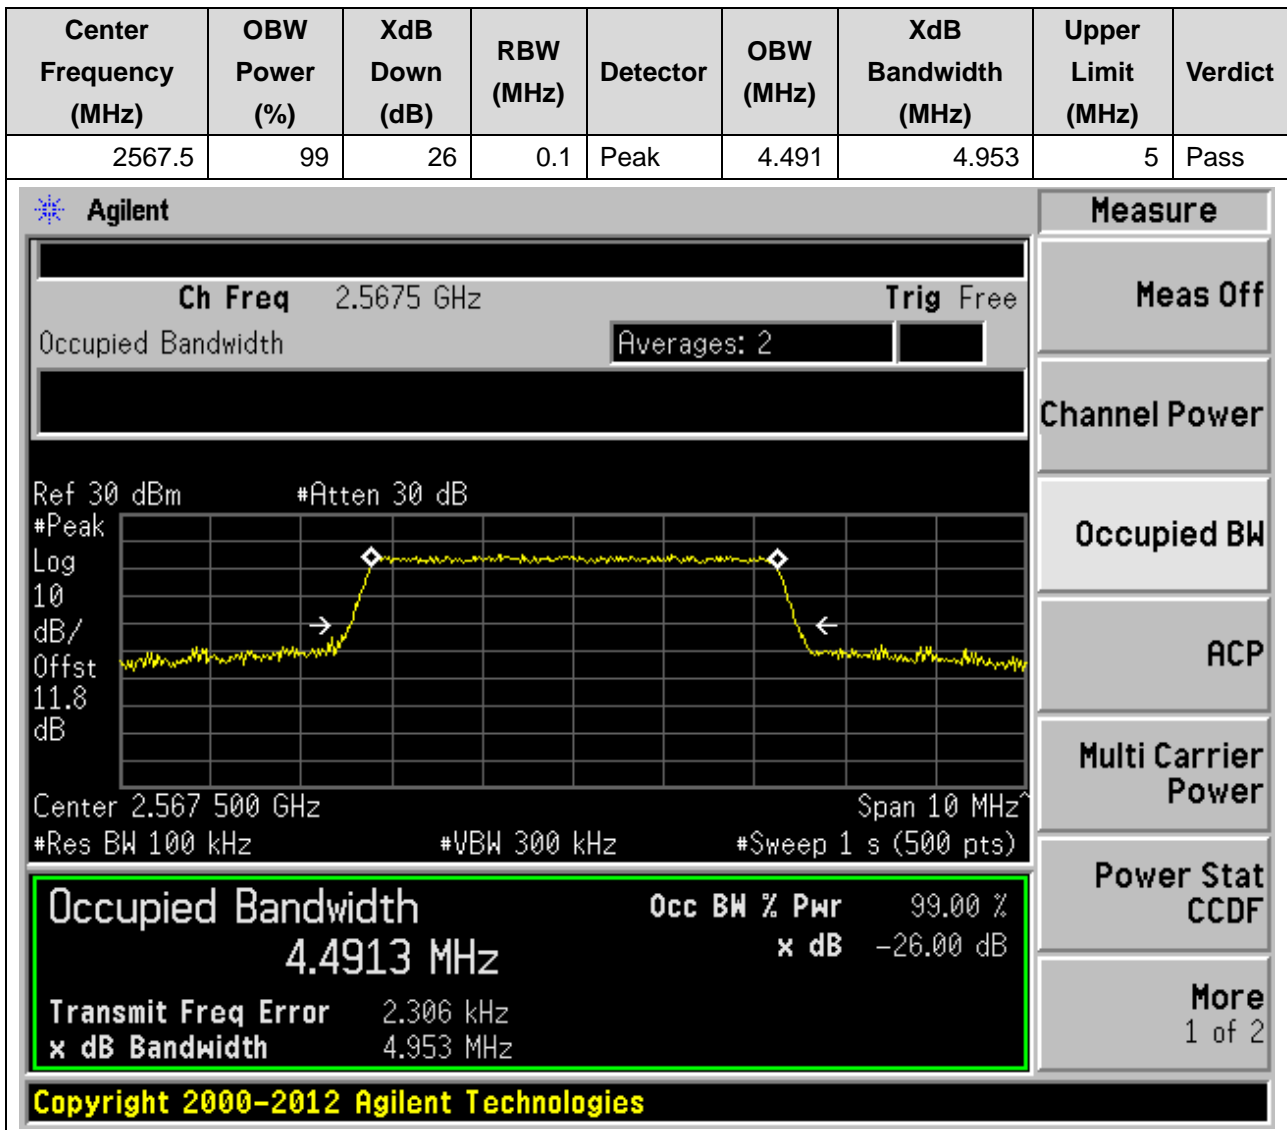 Center Frequency (MHz) OBW Power (%) XdB Down (dB) RBW (MHz) Detector OBW (MHz) XdB Bandwidth (MHz) Upper Limit (MHz) Verdict
2567.5 99 26 0.1 Peak 4.491 4.953 5 Pass
Agilent
Measure
Ch Freq 2.5675 GHz Trig Free
Meas Off
Occupied Bandwidth Averages: 2
Channel Power
Ref 30 dBm #Atten 30 dB
#Peak
Log
10
dB/
Offst
11.8
dB
Occupied BW
ACP
Multi Carrier
Power
Center 2.567 500 GHz Span 10 MHz^
#Res BW 100 kHz #VBW 300 kHz #Sweep 1 s (500 pts)
Power Stat
CCDF
Occupied Bandwidth Occ BW % Pwr 99.00 %
4.4913 MHz x dB -26.00 dB
Transmit Freq Error 2.306 kHz
x dB Bandwidth 4.953 MHz
More
1 of 2
Copyright 2000-2012 Agilent Technologies